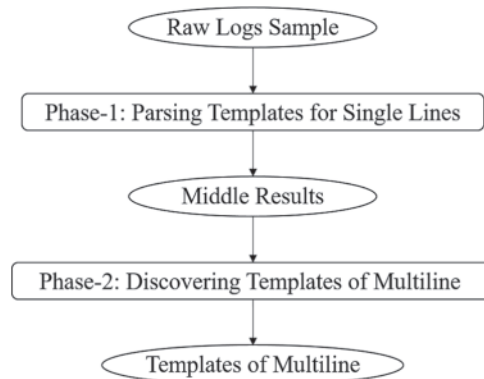 Raw Logs Sample
Phase-1: Parsing Templates for Single Lines
Middle Results
Phase-2: Discovering Templates of Multiline
Templates of Multiline